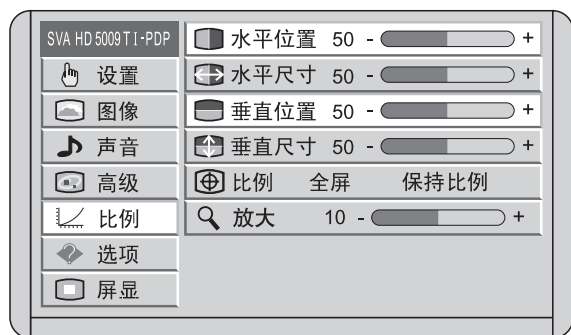 SVA HD 5009 T I-PDP
设置
图像
声音
高级
比例
选项
屏显
水平位置 50 - +
水平尺寸 50 - +
垂直位置 50 - +
垂直尺寸 50 - +
比例 全屏 保持比例
放大 10 - +